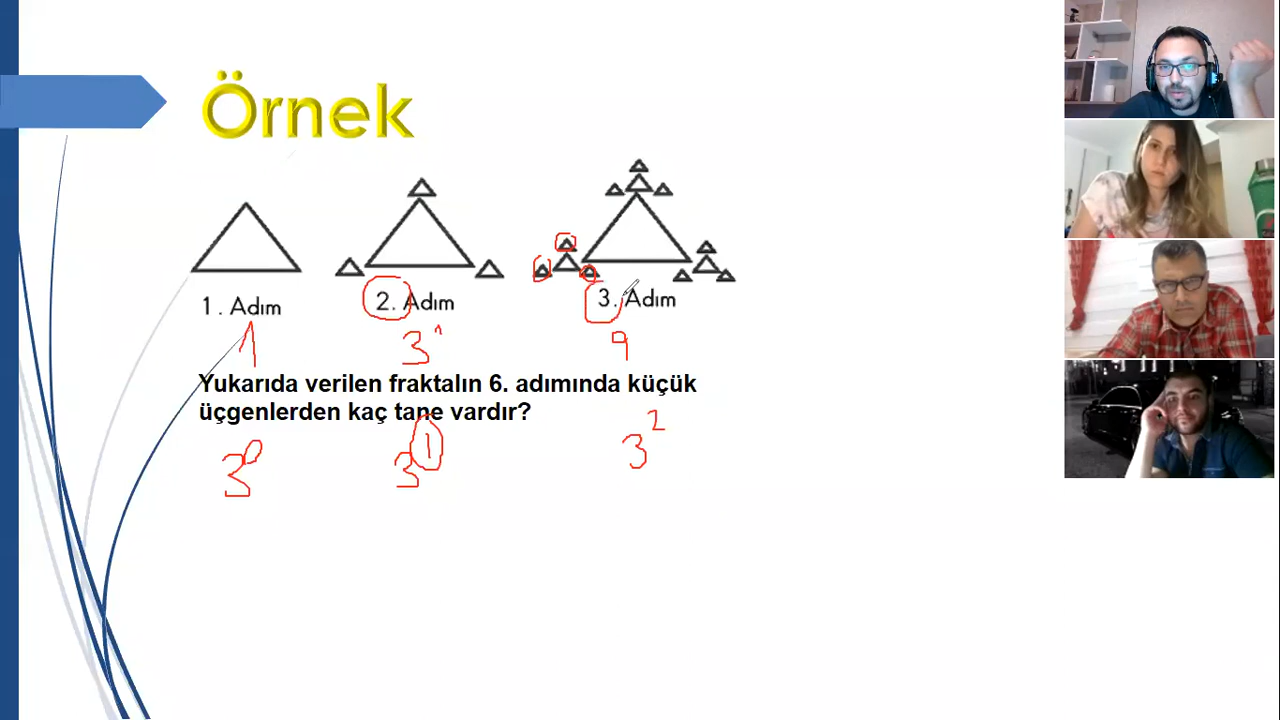 Örnek
1. Adım
2. Adım
3. Adım
1
3¹
9
Yukarıda verilen fraktalın 6. adımında küçük
üçgenlerden kaç tane vardır?
3⁰
3¹
3²